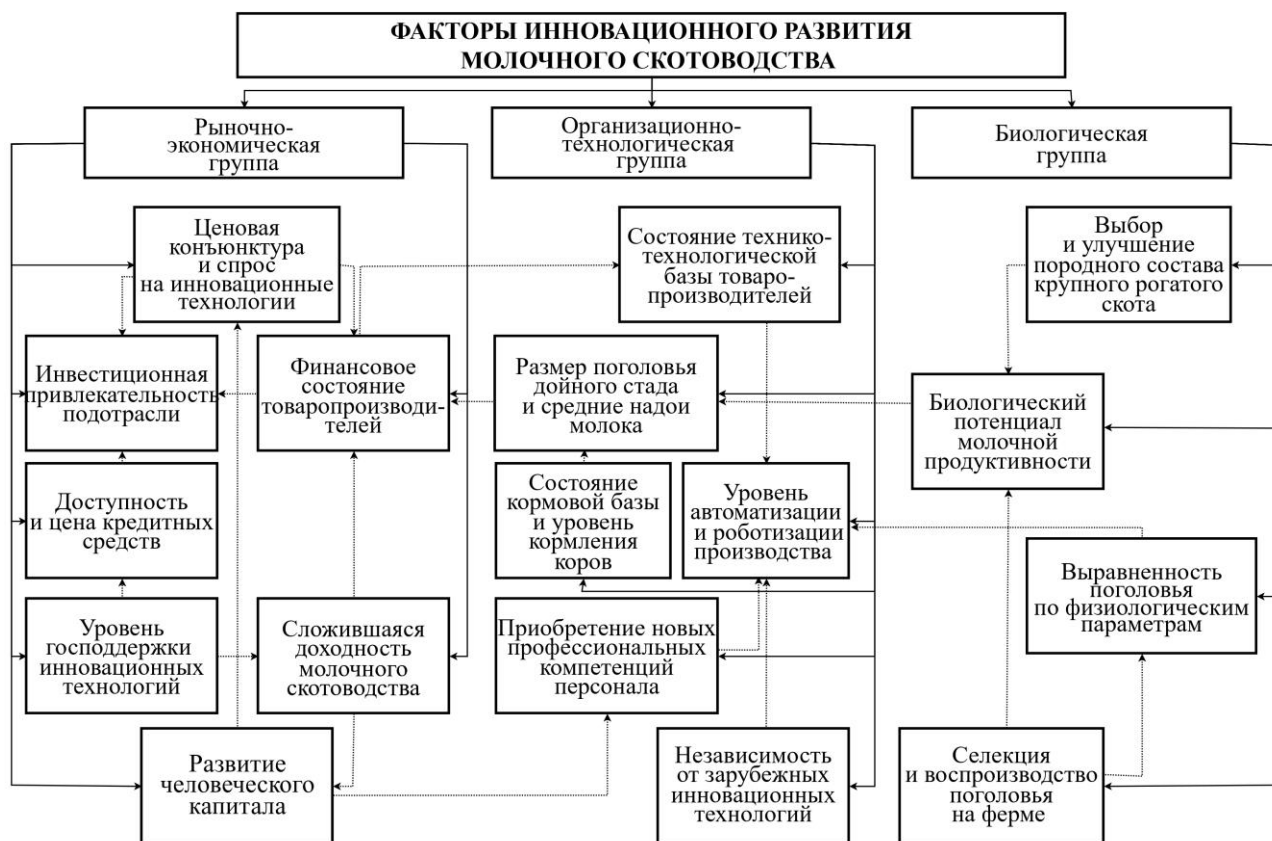 ФАКТОРЫ ИННОВАЦИОННОГО РАЗВИТИЯ
МОЛОЧНОГО СКОТОВОДСТВА
Рыночно-
экономическая
группа
Организационно-
технологическая
группа
Биологическая
группа
Ценовая
конъюнктура
и спрос
на инновационные
технологии
Состояние технико-
технологической
базы товаро-
производителей
Выбор
и улучшение
породного состава
крупного рогатого
скота
Инвестиционная
привлекательность
подотрасли
Финансовое
состояние
товаропроизводи-
телей
Размер поголовья
дойного стада
и средние надои
молока
Биологический
потенциал
молочной
продуктивности
Доступность
и цена кредитных
средств
Состояние
кормовой базы
и уровень
кормления
коров
Уровень
автоматизации
и роботизации
производства
Выравненность
поголовья
по физиологическим
параметрам
Уровень
господдержки
инновационных
технологий
Сложившаяся
доходность
молочного
скотоводства
Приобретение новых
профессиональных
компетенций
персонала
Развитие
человеческого
капитала
Независимость
от зарубежных
инновационных
технологий
Селекция
и воспроизводство
поголовья
на ферме